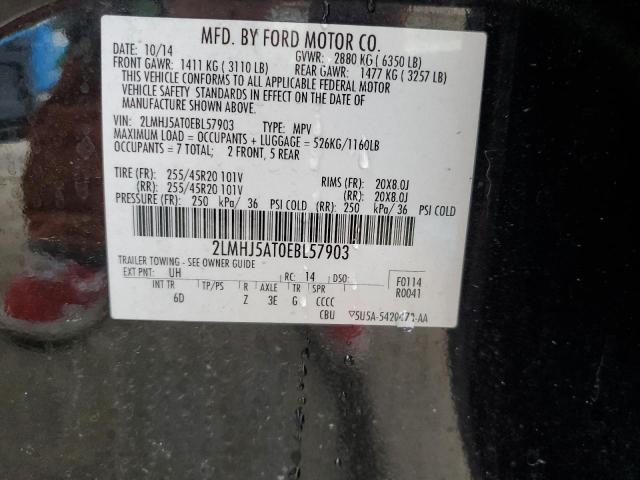 MFD. BY FORD MOTOR CO.
DATE: 10/14 GVWR: 2880 KG ( 6350 LB)
FRONT GAWR: 1411 KG ( 3110 LB) REAR GAWR: 1477 KG ( 3257 LB)
THIS VEHICLE CONFORMS TO ALL APPLICABLE FEDERAL MOTOR
VEHICLE SAFETY STANDARDS IN EFFECT ON THE DATE OF
MANUFACTURE SHOWN ABOVE.
VIN: 2LMHJ5AT0EBL57903 TYPE: MPV
MAXIMUM LOAD = OCCUPANTS + LUGGAGE = 526KG/1160LB
OCCUPANTS = 7 TOTAL: 2 FRONT, 5 REAR
TIRE (FR): 255/45R20 101V RIMS (FR): 20X8.0J
(RR): 255/45R20 101V (RR): 20X8.0J
PRESSURE (FR): 250 kPa/ 36 PSI COLD (RR): 250 kPa/ 36 PSI COLD
2LMHJ5AT0EBL57903
TRAILER TOWING - SEE OWNER GUIDE
EXT PNT: UH RC: 14 DSO: F0114
R0041
INT TR TP/PS R AXLE TR SPR
6D Z 3E G CCCC
CBU